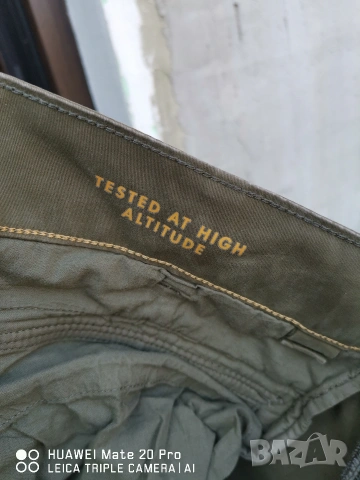 TESTED AT HIGH
ALTITUDE
HUAWEI Mate 20 Pro
LEICA TRIPLE CAMERA | AI
BAZAR